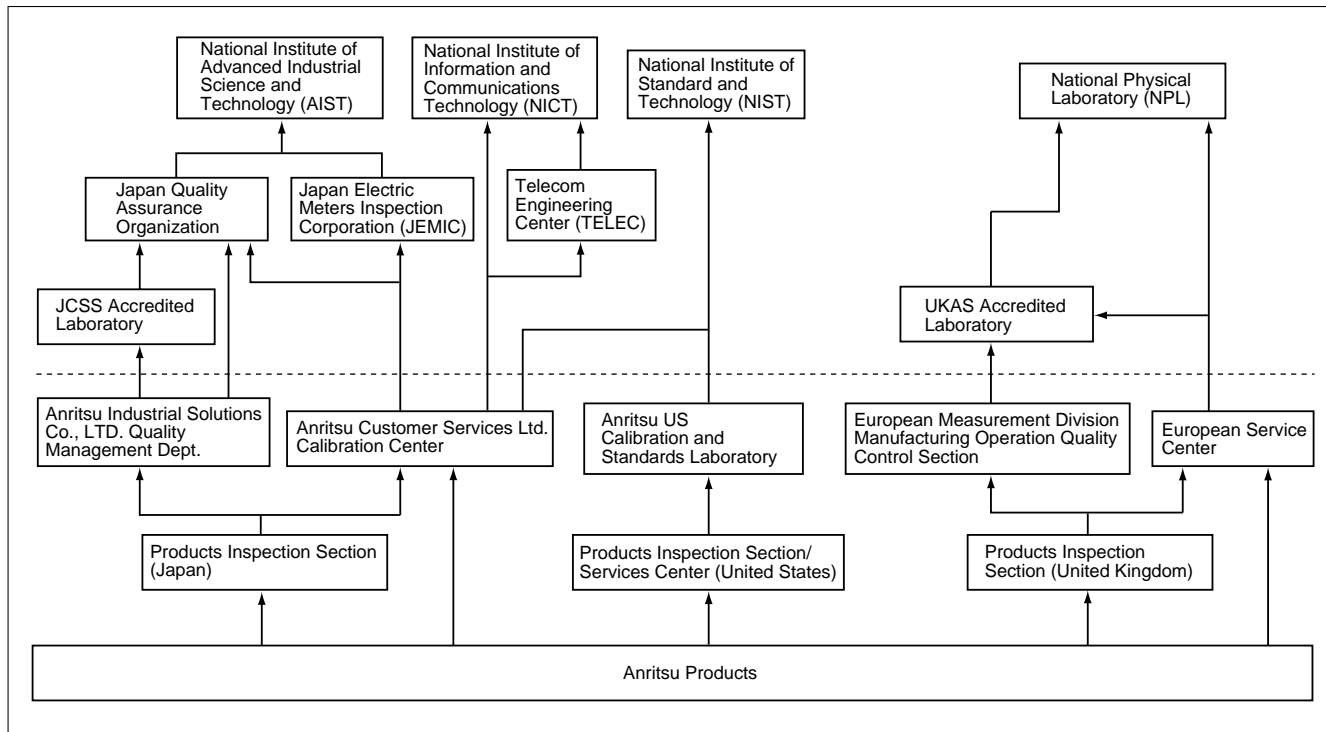 National Institute of
Advanced Industrial
Science and
Technology (AIST)
National Institute of
Information and
Communications
Technology (NICT)
National Institute of
Standard and
Technology (NIST)
National Physical
Laboratory (NPL)
Japan Quality
Assurance
Organization
Japan Electric
Meters Inspection
Corporation (JEMIC)
Telecom
Engineering
Center (TELEC)
JCSS Accredited
Laboratory
UKAS Accredited
Laboratory
Anritsu Industrial Solutions
Co., LTD. Quality
Management Dept.
Anritsu Customer Services Ltd.
Calibration Center
Anritsu US
Calibration and
Standards Laboratory
European Measurement Division
Manufacturing Operation Quality
Control Section
European Service
Center
Products Inspection Section
(Japan)
Products Inspection Section/
Services Center (United States)
Products Inspection
Section (United Kingdom)
Anritsu Products